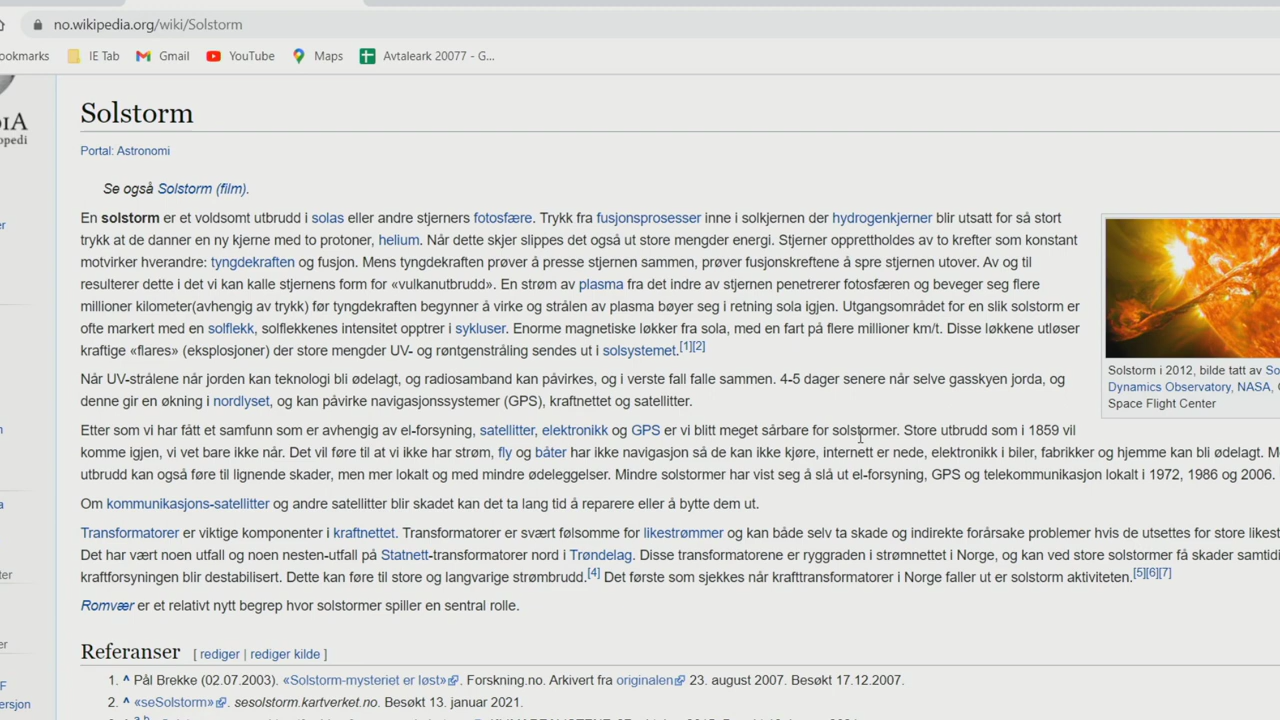 no.wikipedia.org/wiki/Solstorm
ookmarks IE Tab Gmail YouTube Maps Avtaleark 20077 - G...
Solstorm
Portal: Astronomi
Se også Solstorm (film).
En solstorm er et voldsomt utbrudd i solas eller andre stjerners fotosfære. Trykk fra fusjonsprosesser inne i solkjernen der hydrogenkjerner blir utsatt for så stort
trykk at de danner en ny kjerne med to protoner, helium. Når dette skjer slippes det også ut store mengder energi. Stjerner opprettholdes av to krefter som konstant
motvirker hverandre: tyngdekraften og fusjon. Mens tyngdekraften prøver å presse stjernen sammen, prøver fusjonskreftene å spre stjernen utover. Av og til
resulterer dette i det vi kan kalle stjernens form for «vulkanutbrudd». En strøm av plasma fra det indre av stjernen penetrerer fotosfæren og beveger seg flere
millioner kilometer(avhengig av trykk) før tyngdekraften begynner å virke og strålen av plasma bøyer seg i retning sola igjen. Utgangsområdet for en slik solstorm er
ofte markert med en solflekk, solflekkenes intensitet opptrer i sykluser. Enorme magnetiske løkker fra sola, med en fart på flere millioner km/t. Disse løkkene utløser
kraftige «flares» (eksplosjoner) der store mengder UV- og røntgenstråling sendes ut i solsystemet.[1][2]
Solstorm i 2012, bilde tatt av So
Dynamics Observatory, NASA,
Space Flight Center
Når UV-strålene når jorden kan teknologi bli ødelagt, og radiosamband kan påvirkes, og i verste fall falle sammen. 4-5 dager senere når selve gasskyen jorda, og
denne gir en økning i nordlyset, og kan påvirke navigasjonssystemer (GPS), kraftnettet og satellitter.
Etter som vi har fått et samfunn som er avhengig av el-forsyning, satellitter, elektronikk og GPS er vi blitt meget sårbare for solstormer. Store utbrudd som i 1859 vil
komme igjen, vi vet bare ikke når. Det vil føre til at vi ikke har strøm, fly og båter har ikke navigasjon så de kan ikke kjøre, internett er nede, elektronikk i biler, fabrikker og hjemme kan bli ødelagt.
utbrudd kan også føre til lignende skader, men mer lokalt og med mindre ødeleggelser. Mindre solstormer har vist seg å slå ut el-forsyning, GPS og telekommunikasjon lokalt i 1972, 1986 og 2006.
Om kommunikasjons-satellitter og andre satellitter blir skadet kan det ta lang tid å reparere eller å bytte dem ut.
Transformatorer er viktige komponenter i kraftnettet. Transformatorer er svært følsomme for likestrømmer og kan både selv ta skade og indirekte forårsake problemer hvis de utsettes for store likest
Det har vært noen utfall og noen nesten-utfall på Statnett-transformatorer nord i Trøndelag. Disse transformatorene er ryggraden i strømnettet i Norge, og kan ved store solstormer få skader samtidi
kraftforsyningen blir destabilisert. Dette kan føre til store og langvarige strømbrudd.[4] Det første som sjekkes når krafttransformatorer i Norge faller ut er solstorm aktiviteten.[5][6][7]
Romvær er et relativt nytt begrep hvor solstormer spiller en sentral rolle.
Referanser [ rediger | rediger kilde ]
1. ^ Pål Brekke (02.07.2003). «Solstorm-mysteriet er løst». Forskning.no. Arkivert fra originalen 23. august 2007. Besøkt 17.12.2007.
2. ^ «seSolstorm». sesolstorm.kartverket.no. Besøkt 13. januar 2021.